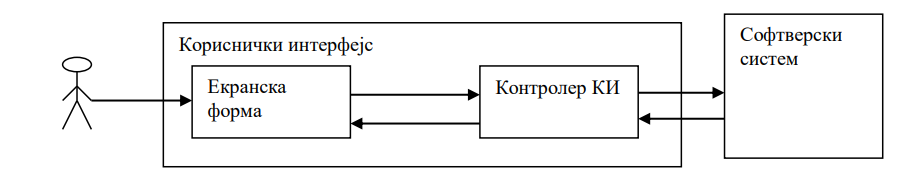 Кориснички интерфејс
Екранска
форма
Контролер КИ
Софтверски
систем